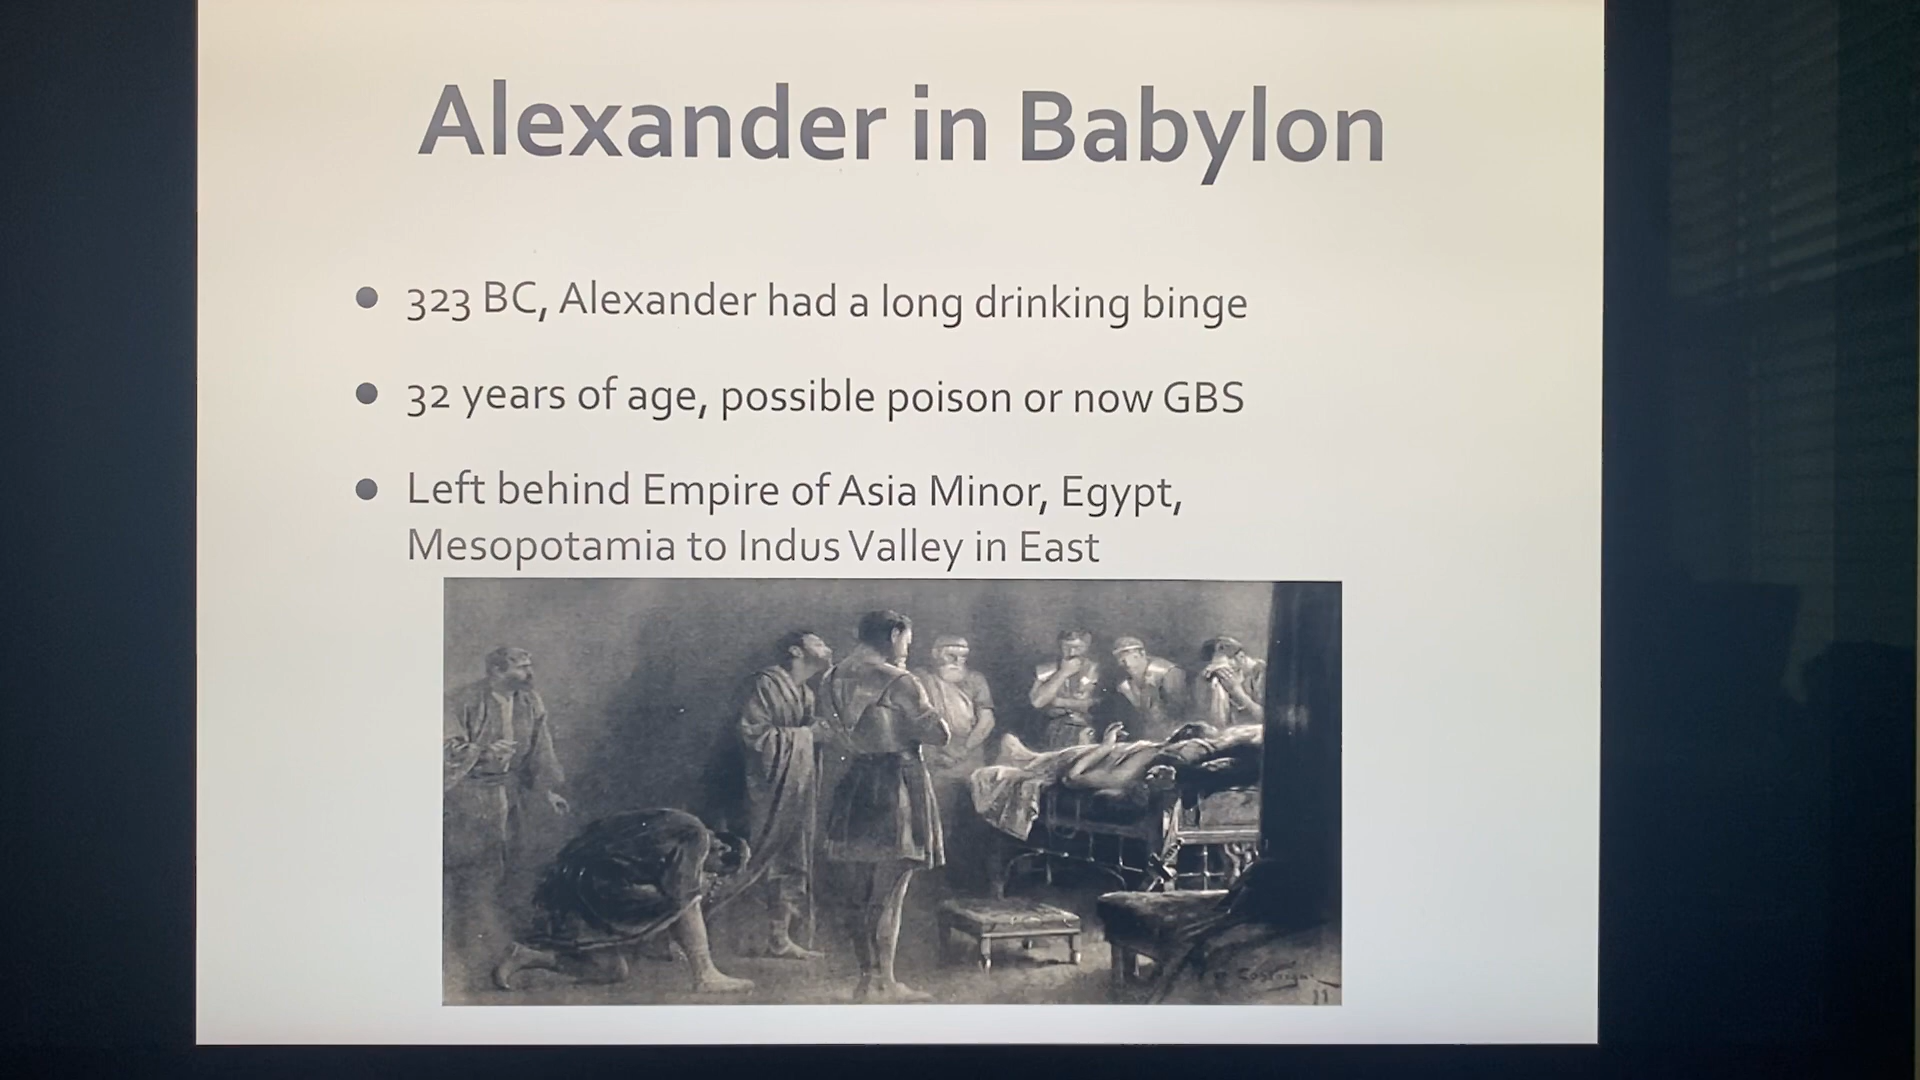 Alexander in Babylon
● 323 BC, Alexander had a long drinking binge
● 32 years of age, possible poison or now GBS
● Left behind Empire of Asia Minor, Egypt,
Mesopotamia to Indus Valley in East